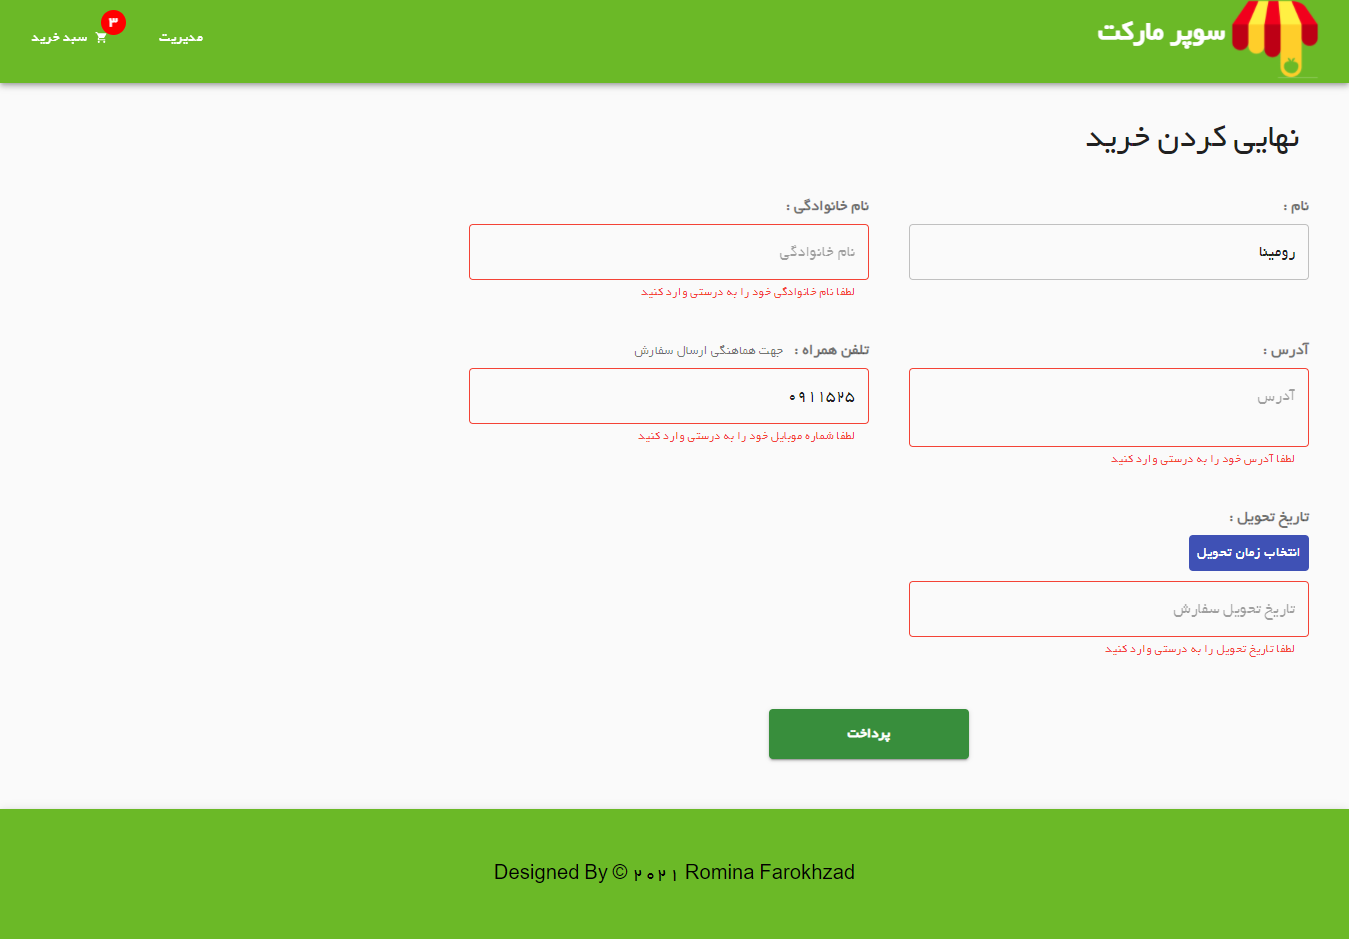 سوپر مارکت
مدیریت
سبد خرید
۳
نهایی کردن خرید
نام :
رومینا
نام خانوادگی :
نام خانوادگی
لطفا نام خانوادگی خود را به درستی وارد کنید
آدرس :
آدرس
لطفا آدرس خود را به درستی وارد کنید
تلفن همراه : جهت هماهنگی ارسال سفارش
۰۹۱۱۵۲۵
لطفا شماره موبایل خود را به درستی وارد کنید
تاریخ تحویل :
انتخاب زمان تحویل
تاریخ تحویل سفارش
لطفا تاریخ تحویل را به درستی وارد کنید
پرداخت
Designed By © ۲۰۲۱ Romina Farokhzad